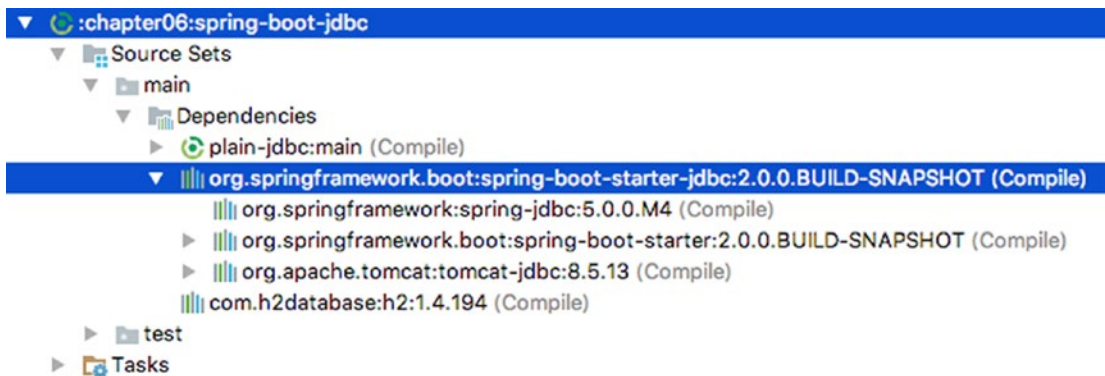 :chapter06:spring-boot-jdbc
Source Sets
main
Dependencies
plain-jdbc:main (Compile)
org.springframework.boot:spring-boot-starter-jdbc:2.0.0.BUILD-SNAPSHOT (Compile)
org.springframework:spring-jdbc:5.0.0.M4 (Compile)
org.springframework.boot:spring-boot-starter:2.0.0.BUILD-SNAPSHOT (Compile)
org.apache.tomcat:tomcat-jdbc:8.5.13 (Compile)
com.h2database:h2:1.4.194 (Compile)
test
Tasks